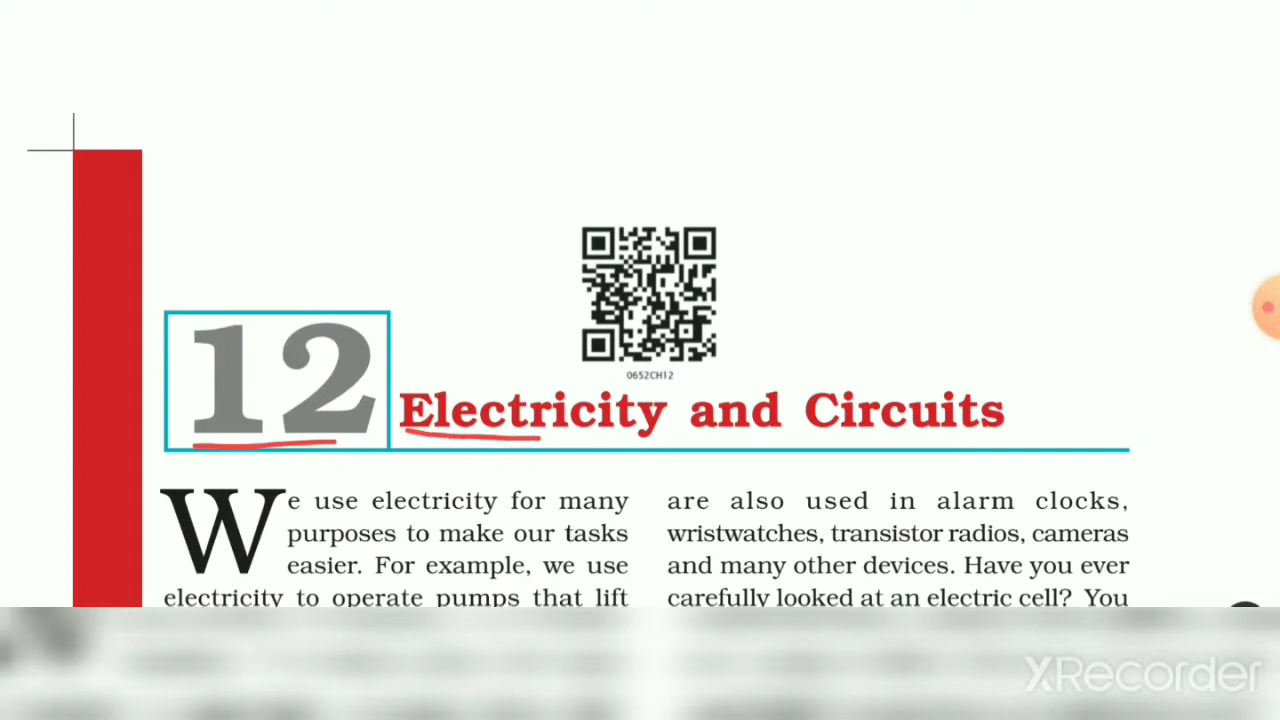 0652CH12
12
Electricity and Circuits
We use electricity for many
purposes to make our tasks
easier. For example, we use
electricity to operate pumps that lift
are also used in alarm clocks,
wristwatches, transistor radios, cameras
and many other devices. Have you ever
carefully looked at an electric cell? You
XRecorder